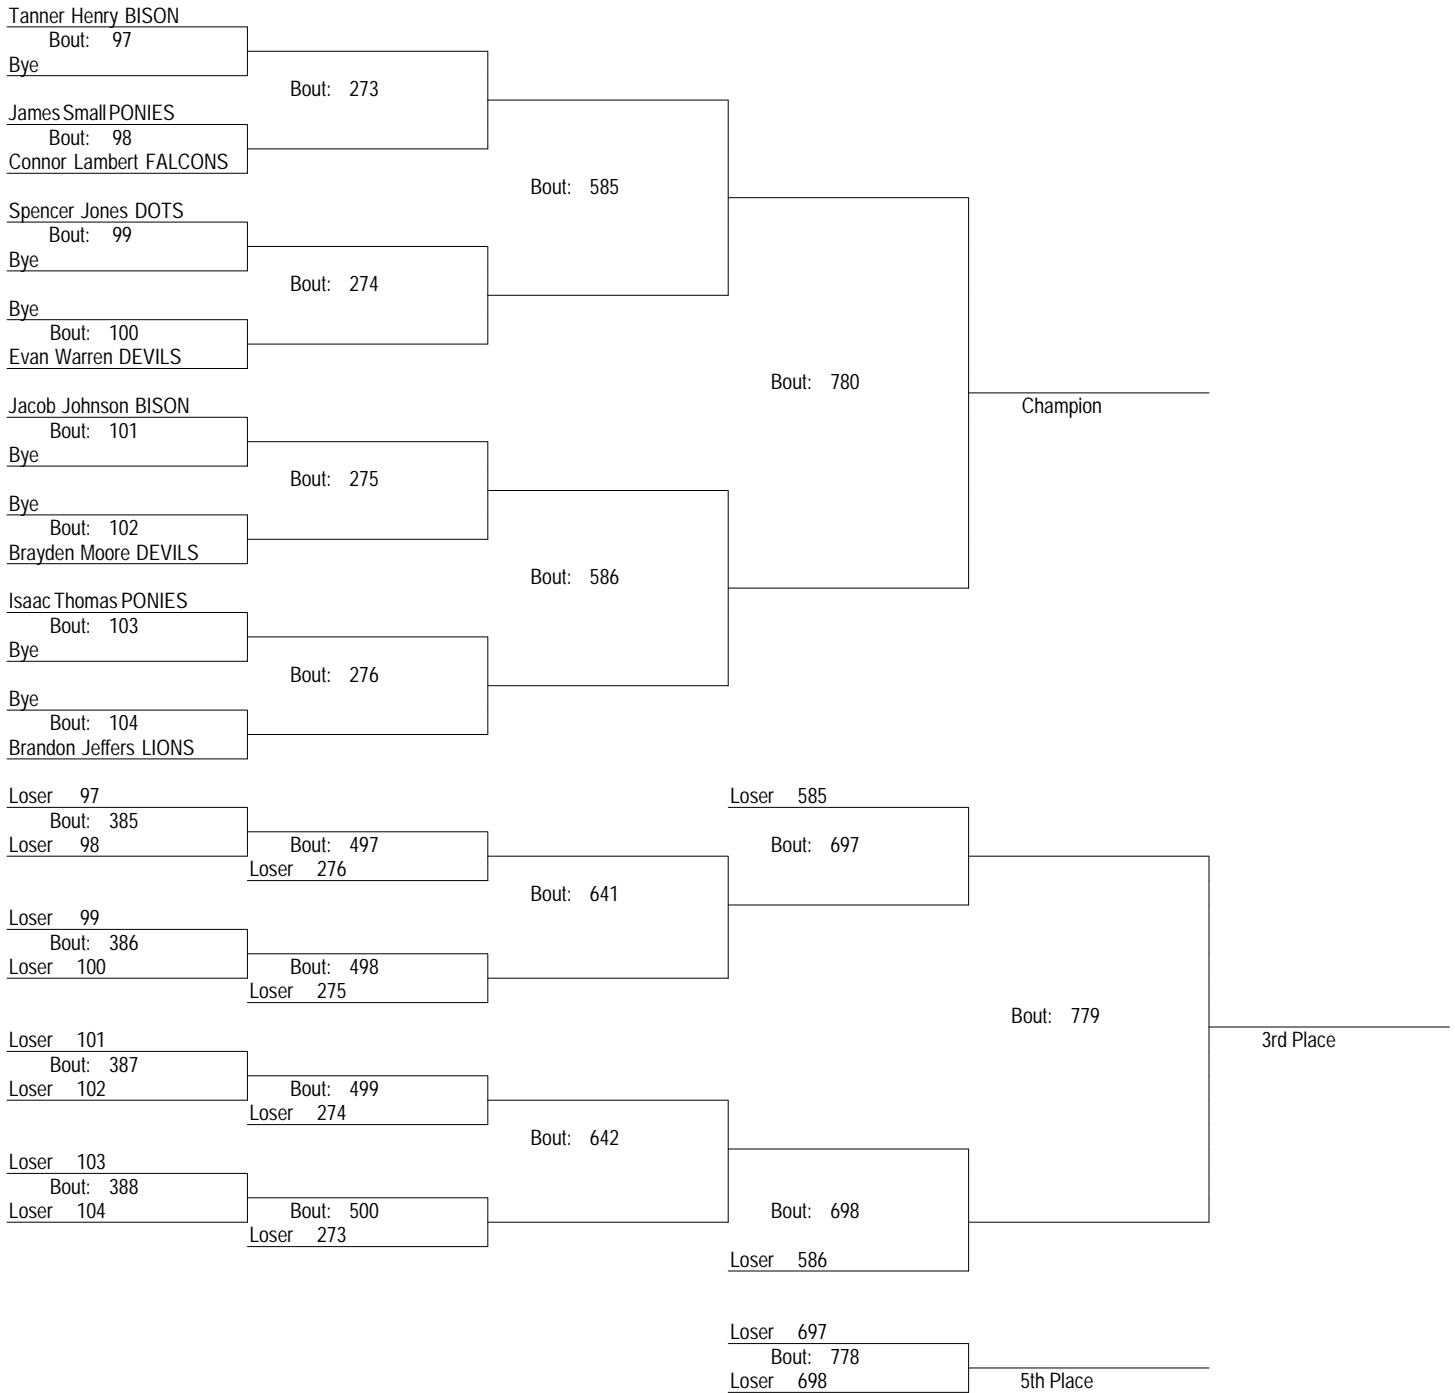 Tanner Henry BISON
Bout: 97
Bye
Bout: 273
James Small PONIES
Bout: 98
Connor Lambert FALCONS
Bout: 585
Spencer Jones DOTS
Bout: 99
Bye
Bout: 274
Bye
Bout: 100
Evan Warren DEVILS
Bout: 780
Champion
Jacob Johnson BISON
Bout: 101
Bye
Bout: 275
Bye
Bout: 102
Brayden Moore DEVILS
Bout: 586
Isaac Thomas PONIES
Bout: 103
Bye
Bout: 276
Bye
Bout: 104
Brandon Jeffers LIONS
Loser 97
Bout: 385
Loser 98
Bout: 497
Loser 276
Loser 585
Bout: 697
Bout: 641
Loser 99
Bout: 386
Loser 100
Bout: 498
Loser 275
Bout: 779
3rd Place
Loser 101
Bout: 387
Loser 102
Bout: 499
Loser 274
Bout: 642
Loser 103
Bout: 388
Loser 104
Bout: 500
Loser 273
Bout: 698
Loser 586
Loser 697
Bout: 778
Loser 698
5th Place